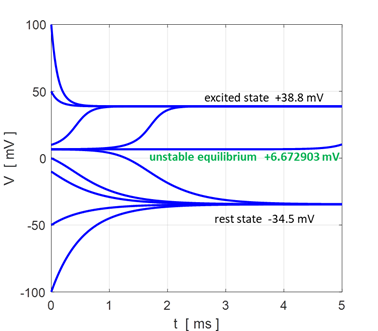 100
50
excited state +38.8 mV
V [ mV ]
0
unstable equilibrium +6.672903 mV
-50
rest state -34.5 mV
-100
0 1 2 3 4 5
t [ ms ]